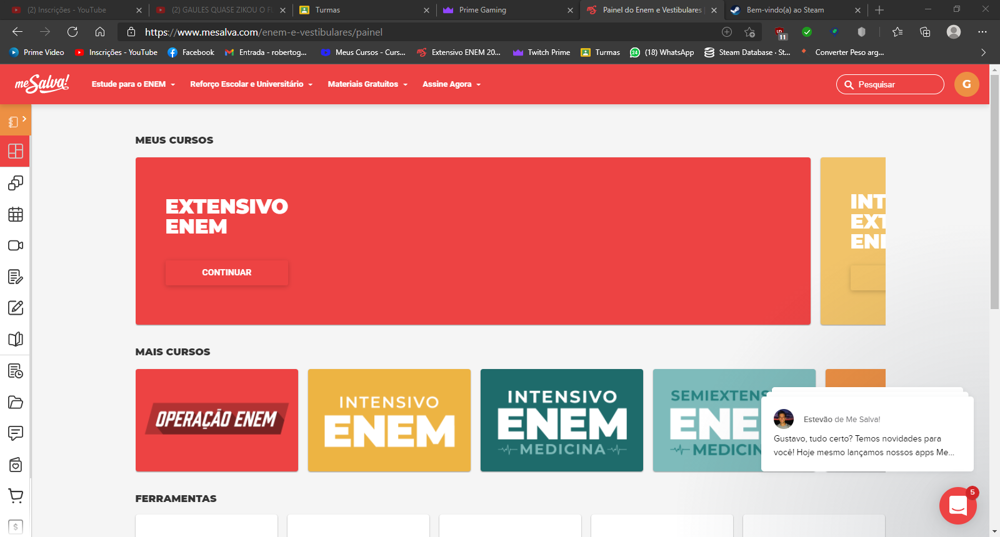 (2) Inscrições - YouTube
(2) GAULES QUASE ZIKOU O FL
Turmas
Prime Gaming
Painel do Enem e Vestibulares |
Bem-vindo(a) ao Steam
https://www.mesalva.com/enem-e-vestibulares/painel
11
Prime Video
Inscrições - YouTube
Facebook
Entrada - robertog...
Meus Cursos - Curs...
Extensivo ENEM 20...
Twitch Prime
Turmas
24
(18) WhatsApp
Steam Database · St...
Converter Peso arg...
me Salva!
Estude para o ENEM
Reforço Escolar e Universitário
Materiais Gratuitos
Assine Agora
Pesquisar
G
MEUS CURSOS
EXTENSIVO
ENEM
CONTINUAR
INT
EXT
ENE
MAIS CURSOS
OPERAÇÃO ENEM
INTENSIVO
ENEM
INTENSIVO
ENEM
MEDICINA
SEMIEXTENS
ENE
MEDICIN
Estevão de Me Salva!
Gustavo, tudo certo? Temos novidades para
você! Hoje mesmo lançamos nossos apps Me...
5
FERRAMENTAS
$